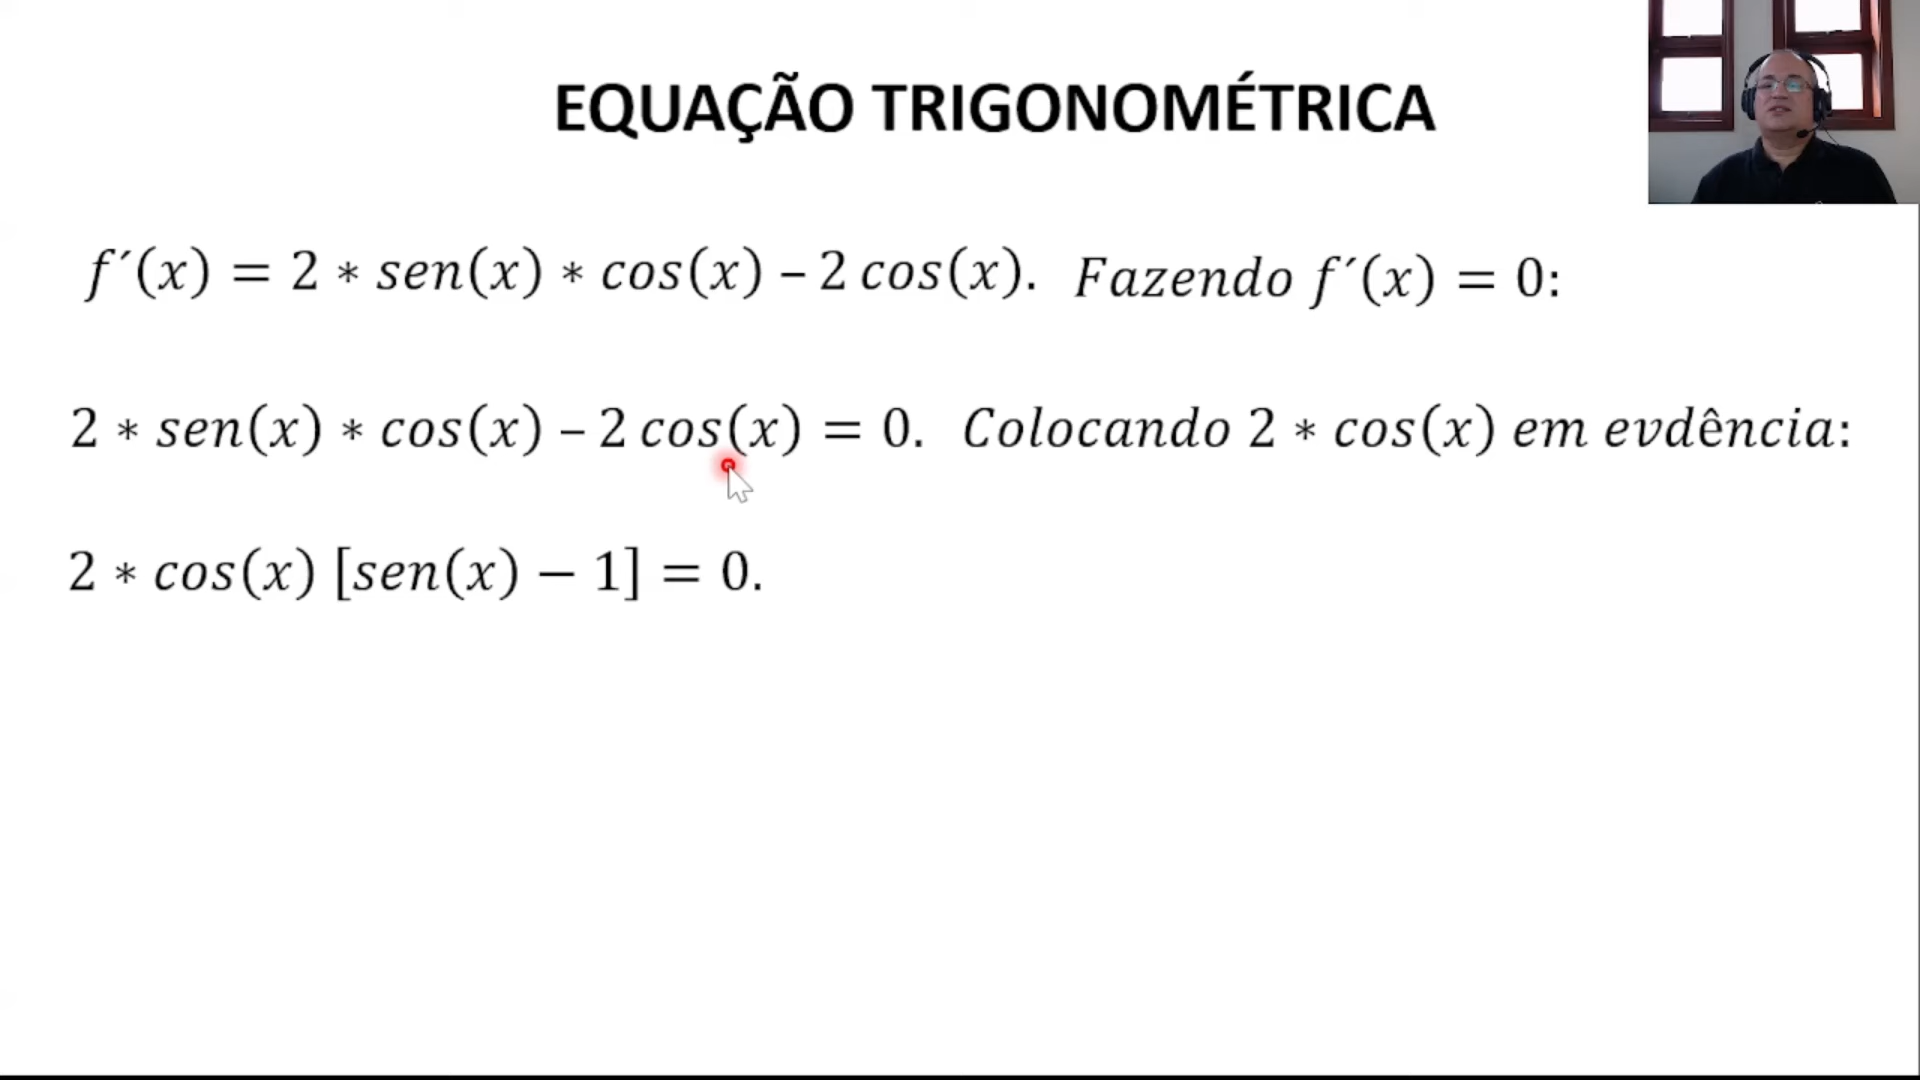 EQUAÇÃO TRIGONOMÉTRICA
f´(x) = 2 * sen(x) * cos(x) – 2 cos(x). Fazendo f´(x) = 0:
2 * sen(x) * cos(x) – 2 cos(x) = 0. Colocando 2 * cos(x) em evdência:
2 * cos(x) [sen(x) − 1] = 0.